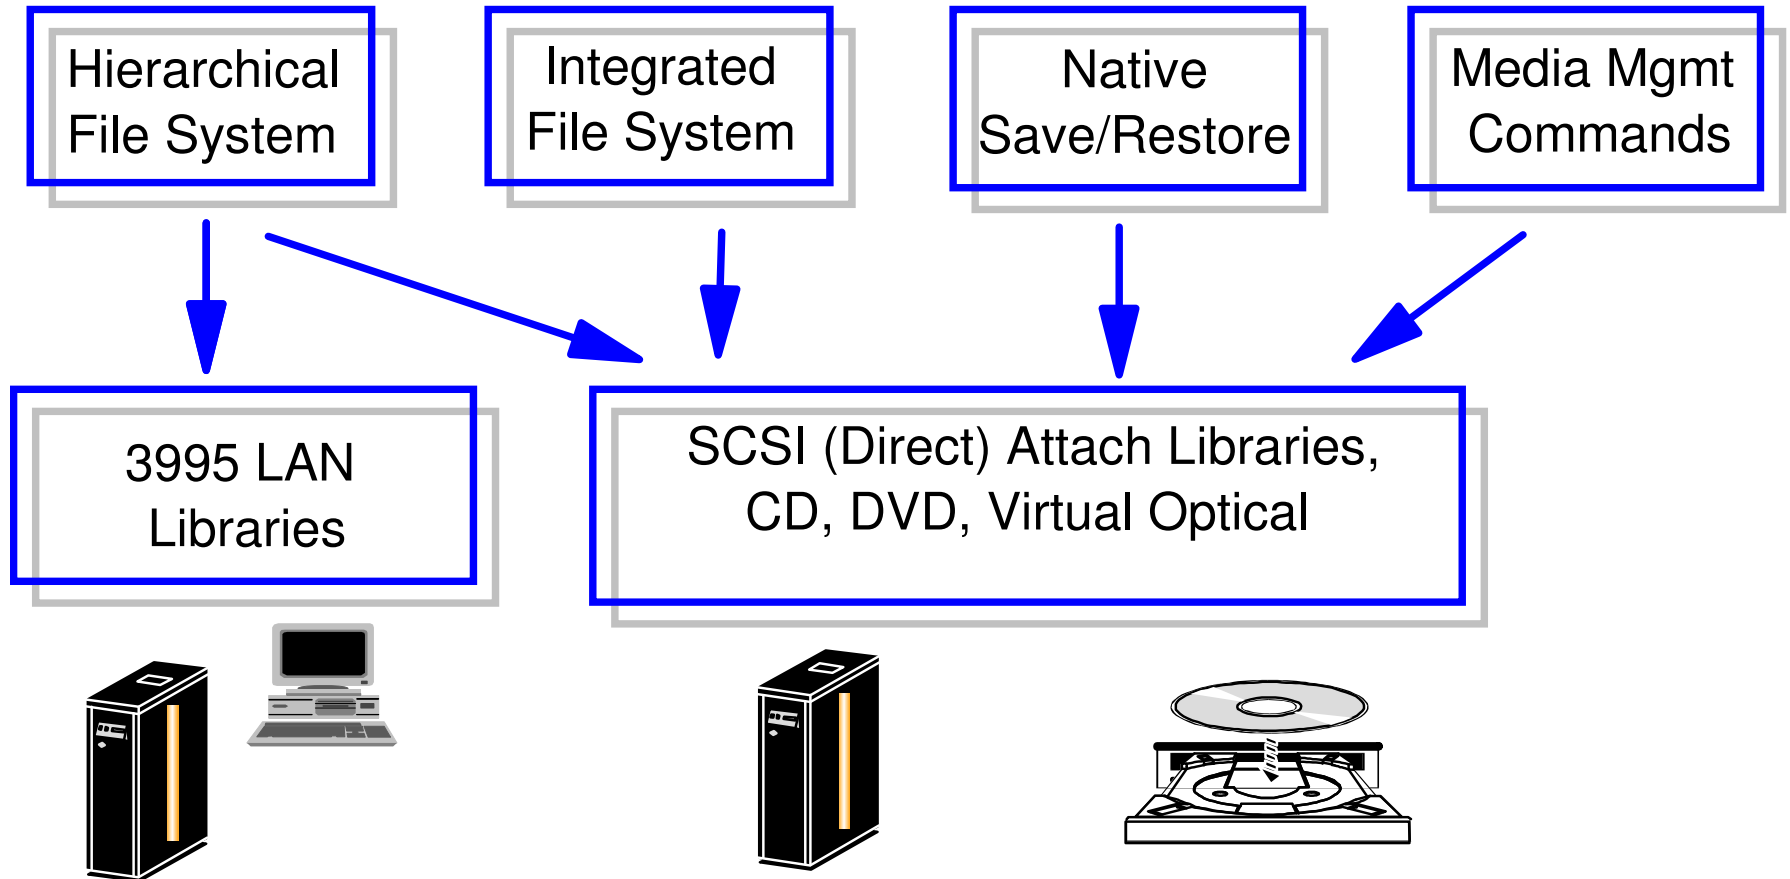 Hierarchical
File System
Integrated
File System
Native
Save/Restore
Media Mgmt
Commands
3995 LAN
Libraries
SCSI (Direct) Attach Libraries,
CD, DVD, Virtual Optical